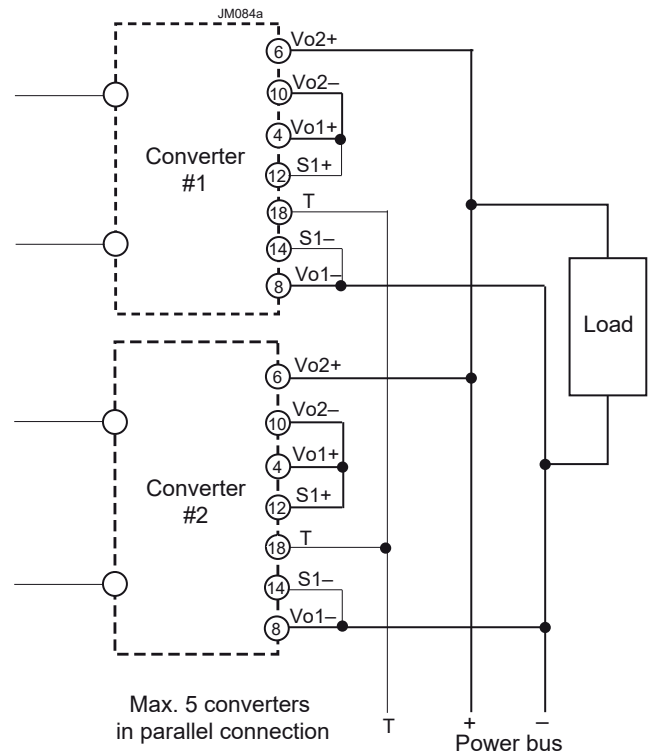 JM084a
6 Vo2+
10 Vo2–
4 Vo1+
12 S1+
18 T
14 S1–
8 Vo1–
Converter
#1
Load
6 Vo2+
10 Vo2–
4 Vo1+
12 S1+
18 T
14 S1–
8 Vo1–
Converter
#2
Max. 5 converters
in parallel connection
T + –
Power bus